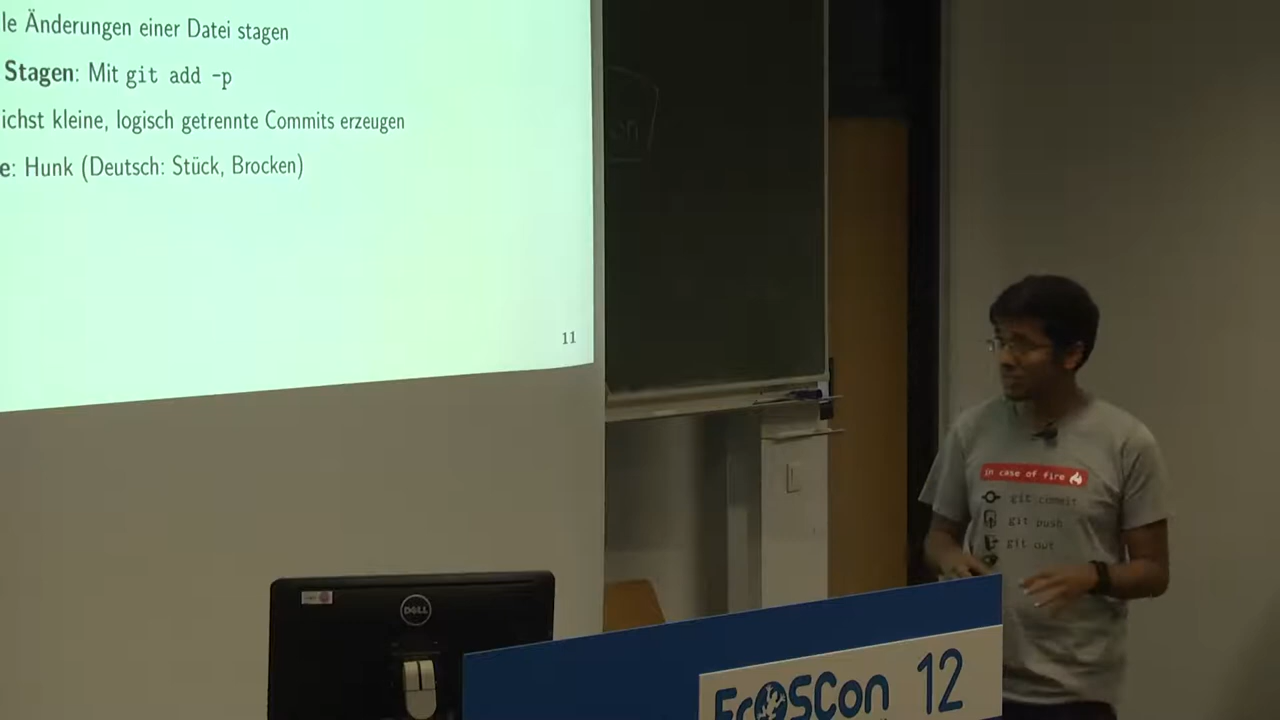 le Änderungen einer Datei stagen
Stagen: Mit git add -p
ichst kleine, logisch getrennte Commits erzeugen
e: Hunk (Deutsch: Stück, Brocken)
11
in case of fire
git commit
git push
git out
DELL
FrOSCon 12